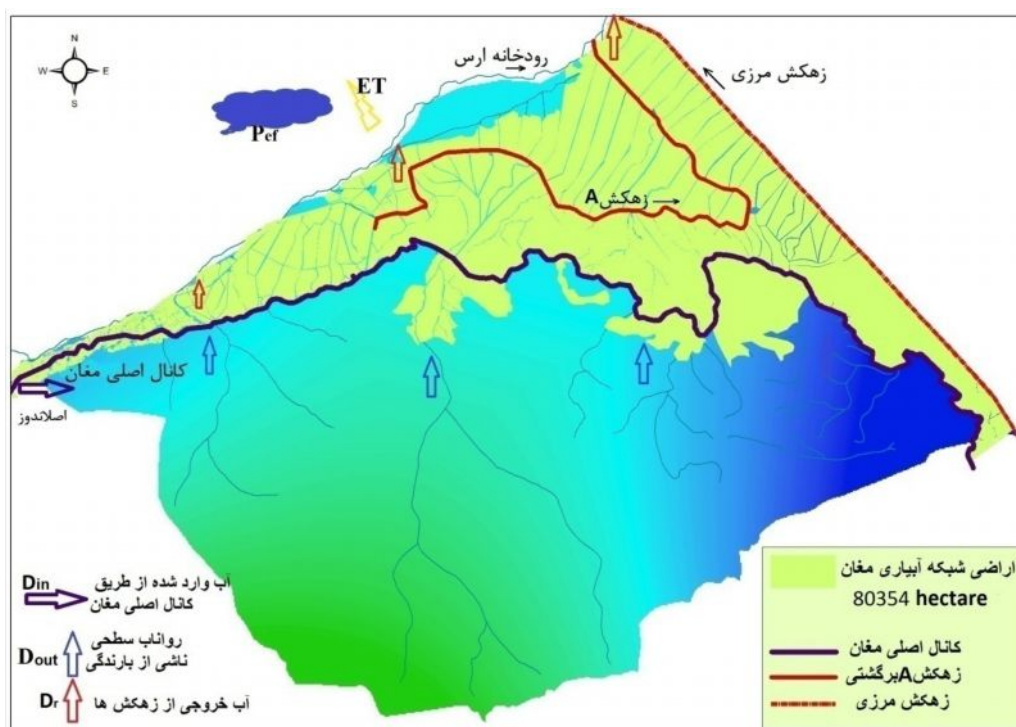 N
W E
S
رودخانه ارس
زهکش مرزی
ET
Pef
زهکش A
کانال اصلی مغان
اصلاندوز
Din
آب وارد شده از طریق
کانال اصلی مغان
Dout
رواناب سطحی
ناشی از بارندگی
Dr
آب خروجی از زهکش ها
اراضی شبکه آبیاری مغان
80354 hectare
کانال اصلی مغان
زهکش A برگشتی
زهکش مرزی